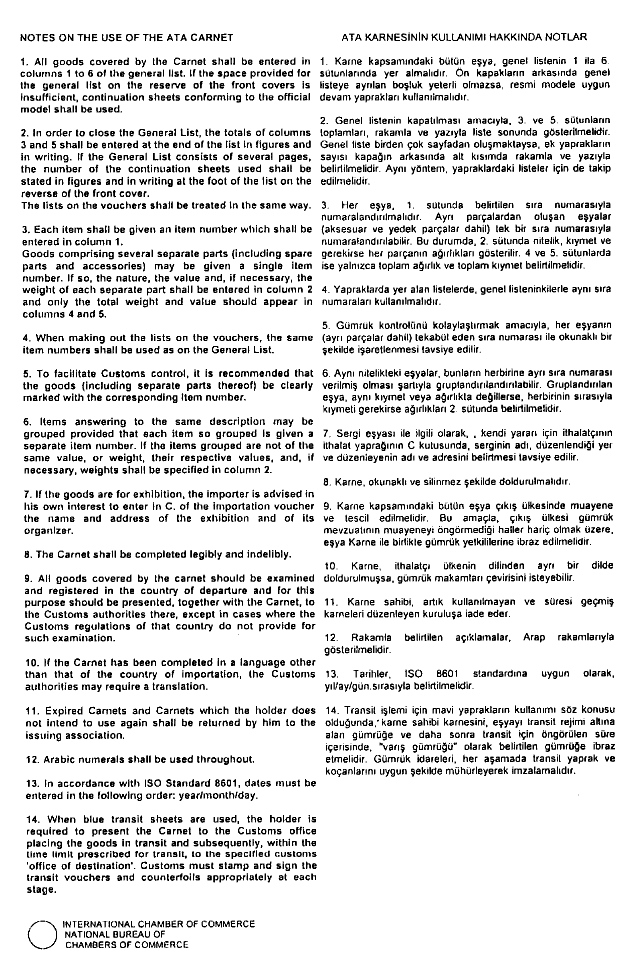 NOTES ON THE USE OF THE ATA CARNET
1. All goods covered by the Carnet shall be entered in
columns 1 to 6 of the general list. If the space provided for
the general list on the reserve of the front covers is
insufficient, continuation sheets conforming to the official
model shall be used.
2. In order to close the General List, the totals of columns
3 and 5 shall be entered at the end of the list in figures and
in writing. If the General List consists of several pages,
the number of the continuation sheets used shall be
stated in figures and in writing at the foot of the list on the
reverse of the front cover.
The lists on the vouchers shall be treated in the same way.
3. Each item shall be given an item number which shall be
entered in column 1.
Goods comprising several separate parts (including spare
parts and accessories) may be given a single item
number. If so, the nature, the value and, if necessary, the
weight of each separate part shall be entered in column 2
and only the total weight and value should appear in
columns 4 and 5.
4. When making out the lists on the vouchers, the same
item numbers shall be used as on the General List.
5. To facilitate Customs control, it is recommended that
the goods (including separate parts thereof) be clearly
marked with the corresponding item number.
6. Items answering to the same description may be
grouped provided that each item so grouped is given a
separate item number. If the items grouped are not of the
same value, or weight, their respective values, and, if
necessary, weights shall be specified in column 2.
7. If the goods are for exhibition, the importer is advised in
his own interest to enter in C. of the importation voucher
the name and address of the exhibition and of its
organizer.
8. The Carnet shall be completed legibly and indelibly.
9. All goods covered by the carnet should be examined
and registered in the country of departure and for this
purpose should be presented, together with the Carnet, to
the Customs authorities there, except in cases where the
Customs regulations of that country do not provide for
such examination.
10. If the Carnet has been completed in a language other
than that of the country of importation, the Customs
authorities may require a translation.
11. Expired Carnets and Carnets which the holder does
not intend to use again shall be returned by him to the
issuing association.
12. Arabic numerals shall be used throughout.
13. In accordance with ISO Standard 8601, dates must be
entered in the following order: year/month/day.
14. When blue transit sheets are used, the holder is
required to present the Carnet to the Customs office
placing the goods in transit and subsequently, within the
time limit prescribed for transit, to the specified customs
'office of destination'. Customs must stamp and sign the
transit vouchers and counterfoils appropriately at each
stage.
INTERNATIONAL CHAMBER OF COMMERCE
NATIONAL BUREAU OF
CHAMBERS OF COMMERCE
ATA KARNESİNİN KULLANIMI HAKKINDA NOTLAR
1. Karne kapsamındaki bütün eşya, genel listenin 1 ila 6.
sütunlarında yer almalıdır. Ön kapakların arkasında genel
listeye ayrılan boşluk yeterli olmazsa, resmi modele uygun
devam yaprakları kullanılmalıdır.
2. Genel listenin kapatılması amacıyla, 3. ve 5. sütunların
toplamları, rakamla ve yazıyla liste sonunda gösterilmelidir.
Genel liste birden çok sayfadan oluşmaktaysa, ek yaprakların
sayısı kapağın arkasında alt kısımda rakamla ve yazıyla
belirtilmelidir. Aynı yöntem, yapraklardaki listeler için de takip
edilmelidir.
3. Her eşya, 1. sütunda belirtilen sıra numarasıyla
numaralandırılmalıdır. Ayrı parçalardan oluşan eşyalar
(aksesuar ve yedek parçalar dahil) tek bir sıra numarasıyla
numaralandırılabilir. Bu durumda, 2. sütunda nitelik, kıymet ve
gerekirse her parçanın ağırlıkları gösterilir. 4 ve 5. sütunlarda
ise yalnızca toplam ağırlık ve toplam kıymet belirtilmelidir.
4. Yapraklarda yer alan listelerde, genel listeninkilerle aynı sıra
numaraları kullanılmalıdır.
5. Gümrük kontrolünü kolaylaştırmak amacıyla, her eşyanın
(ayrı parçalar dahil) tekabül eden sıra numarası ile okunaklı bir
şekilde işaretlenmesi tavsiye edilir.
6. Aynı nitelikteki eşyalar, bunların herbirine ayrı sıra numarası
verilmiş olması şartıyla gruplandırılandırılabilir. Gruplandırılan
eşya, aynı kıymet veya ağırlıkta değillerse, herbirinin sırasıyla
kıymeti gerekirse ağırlıkları 2. sütunda belirtilmelidir.
7. Sergi eşyası ile ilgili olarak, , kendi yararı için ithalatçının
ithalat yaprağının C kutusunda, serginin adı, düzenlendiği yer
ve düzenleyenin adı ve adresini belirtmesi tavsiye edilir.
8. Karne, okunaklı ve silinmez şekilde doldurulmalıdır.
9. Karne kapsamındaki bütün eşya çıkış ülkesinde muayene
ve tescil edilmelidir. Bu amaçla, çıkış ülkesi gümrük
mevzuatının muayeneyi öngörmediği haller hariç olmak üzere,
eşya Karne ile birlikte gümrük yetkililerine ibraz edilmelidir.
10. Karne, ithalatçı ülkenin dilinden ayrı bir dilde
doldurulmuşsa, gümrük makamları çevirisini isteyebilir.
11. Karne sahibi, artık kullanılmayan ve süresi geçmiş
karneleri düzenleyen kuruluşa iade eder.
12. Rakamla belirtilen açıklamalar, Arap rakamlarıyla
gösterilmelidir.
13. Tarihler, ISO 8601 standardına uygun olarak,
yıl/ay/gün sırasıyla belirtilmelidir.
14. Transit işlemi için mavi yaprakların kullanımı söz konusu
olduğunda, karne sahibi karnesini, eşyayı transit rejimi altına
alan gümrüğe ve daha sonra transit için öngörülen süre
içerisinde, "varış gümrüğü" olarak belirtilen gümrüğe ibraz
etmelidir. Gümrük idareleri, her aşamada transit yaprak ve
koçanlarını uygun şekilde mühürleyerek imzalamalıdır.